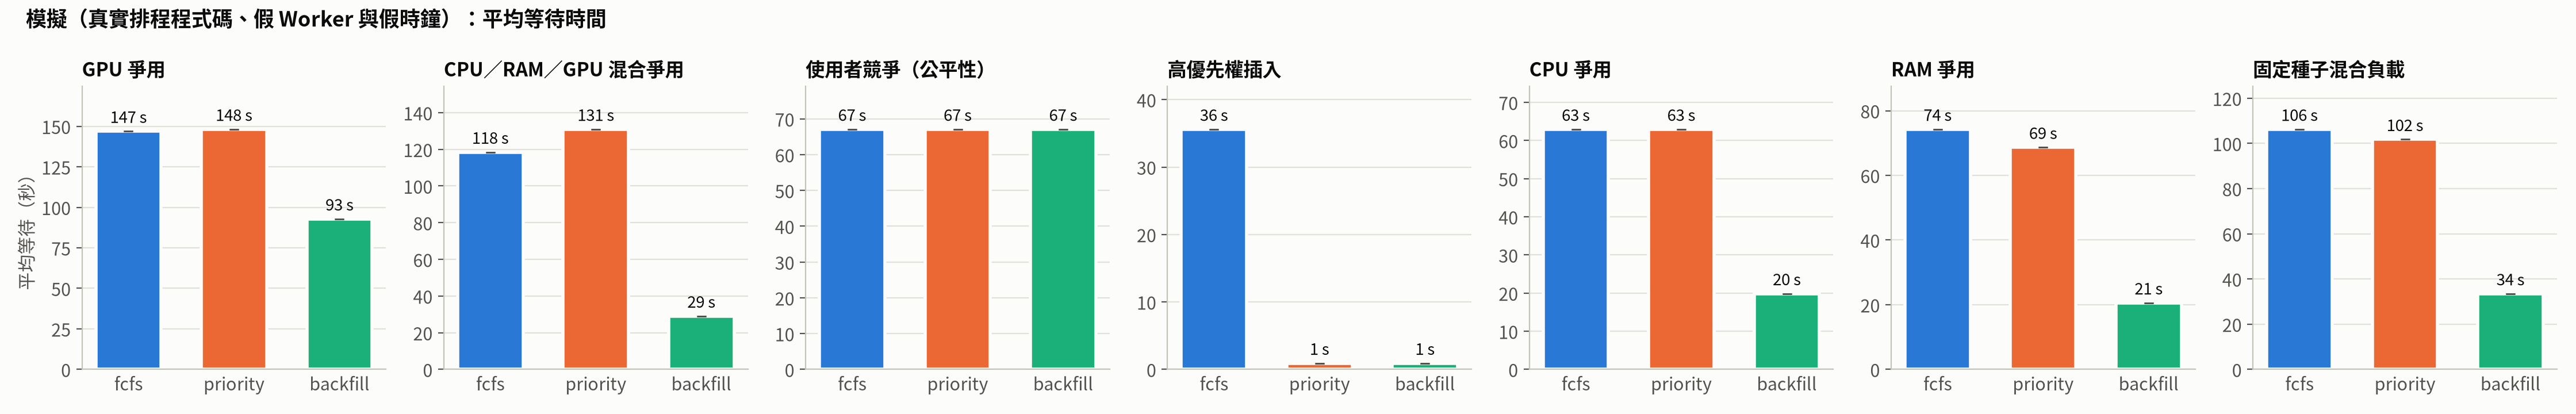 模擬（真實排程程式碼、假 Worker 與假時鐘）：平均等待時間
平均等待（秒）
GPU 爭用
150
125
100
75
50
25
0
147 s
148 s
93 s
fcfs
priority
backfill
CPU／RAM／GPU 混合爭用
140
120
100
80
60
40
20
0
118 s
131 s
29 s
fcfs
priority
backfill
使用者競爭（公平性）
70
60
50
40
30
20
10
0
67 s
67 s
67 s
fcfs
priority
backfill
高優先權插入
40
30
20
10
0
36 s
1 s
1 s
fcfs
priority
backfill
CPU 爭用
70
60
50
40
30
20
10
0
63 s
63 s
20 s
fcfs
priority
backfill
RAM 爭用
80
60
40
20
0
74 s
69 s
21 s
fcfs
priority
backfill
固定種子混合負載
120
100
80
60
40
20
0
106 s
102 s
34 s
fcfs
priority
backfill